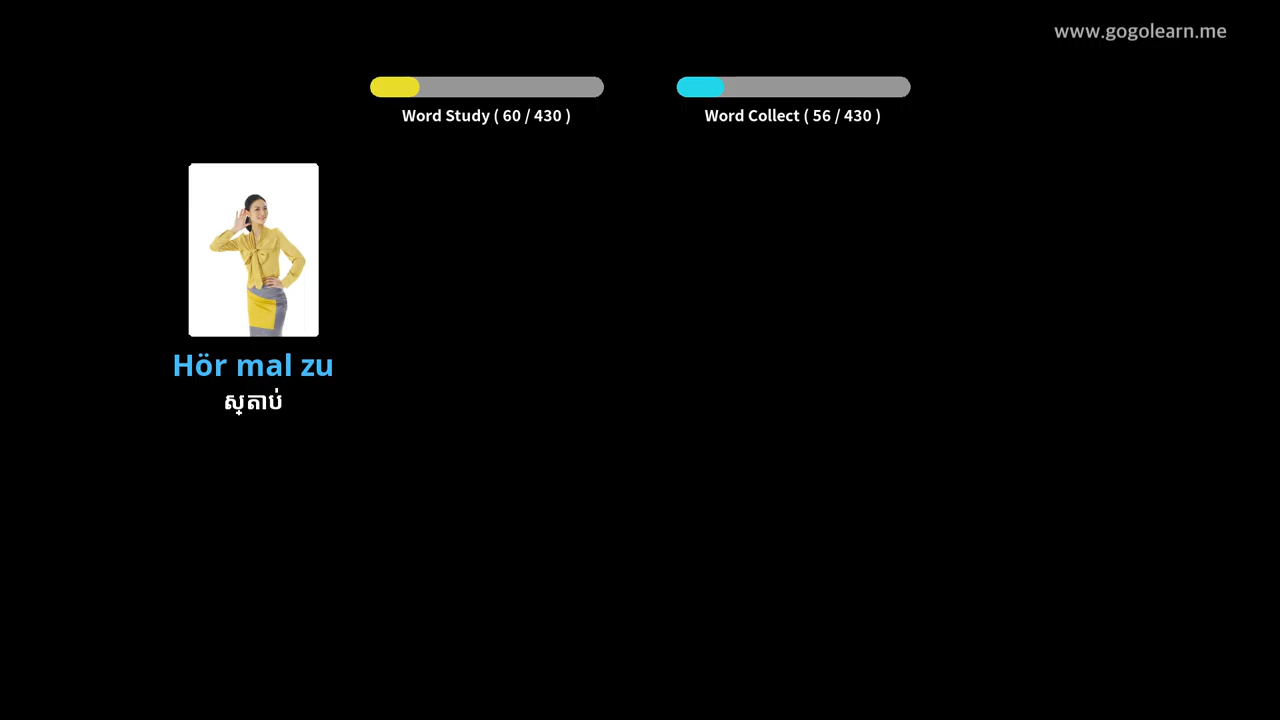 www.gogolearn.me
Word Study ( 60 / 430 )
Word Collect ( 56 / 430 )
Hör mal zu
ស្តាប់